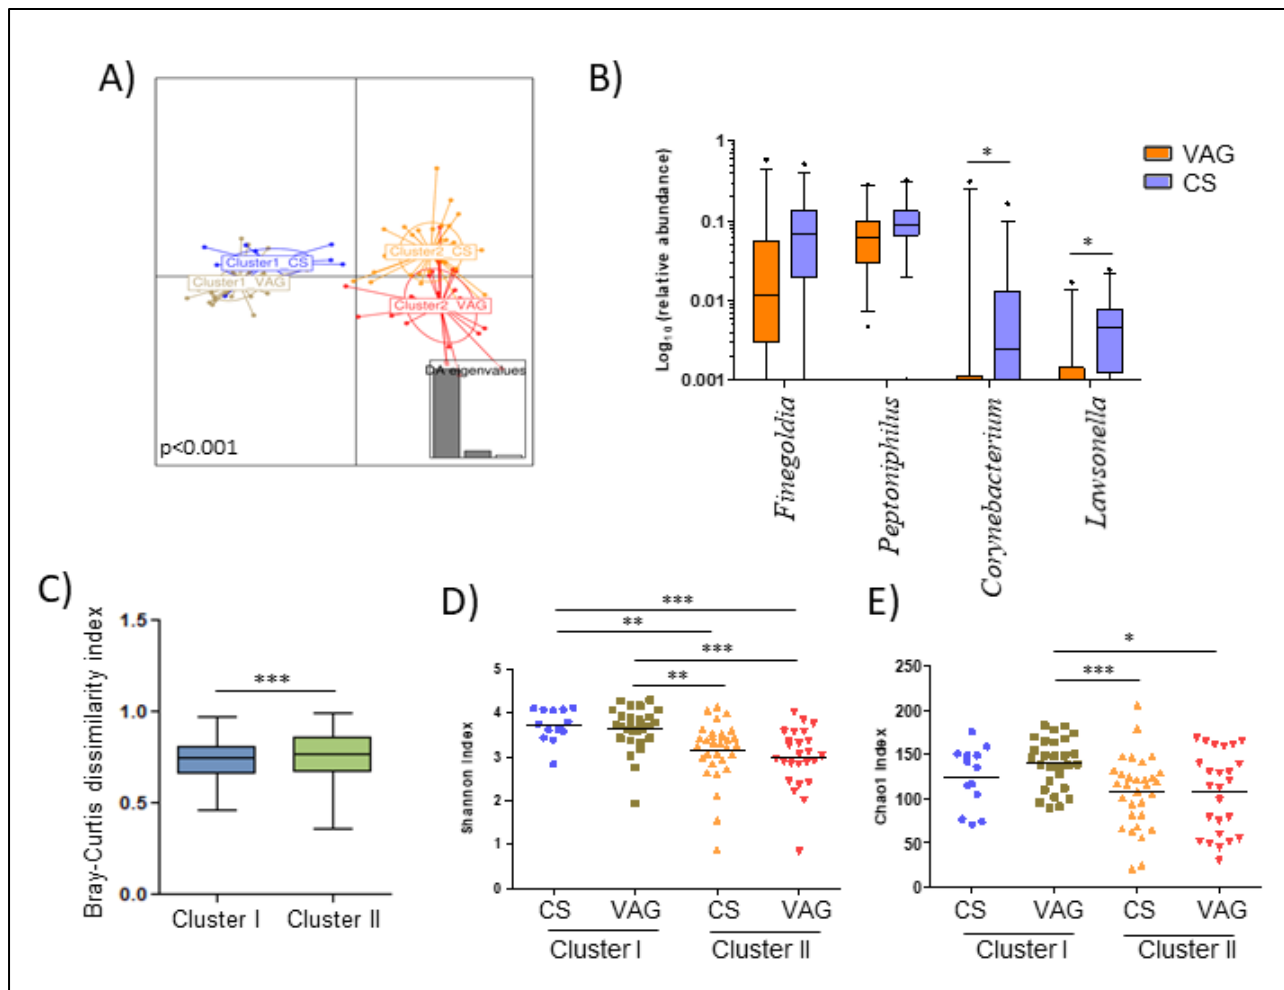 A)
Cluster1_CS
Cluster1_VAG
Cluster2_CS
Cluster2_VAG
DA eigenvalues
p<0.001
B)
Log10 (relative abundance)
1
0.1
0.01
0.001
*
*
VAG
CS
Finegoldia
Peptoniphilus
Corynebacterium
Lawsonella
C)
Bray-Curtis dissimilarity index
1.5
1.0
0.5
0.0
***
Cluster I
Cluster II
D)
Shannon Index
5
4
3
2
1
0
***
**
***
**
CS
VAG
CS
VAG
Cluster I
Cluster II
E)
Chao1 Index
250
200
150
100
50
0
*
***
CS
VAG
CS
VAG
Cluster I
Cluster II